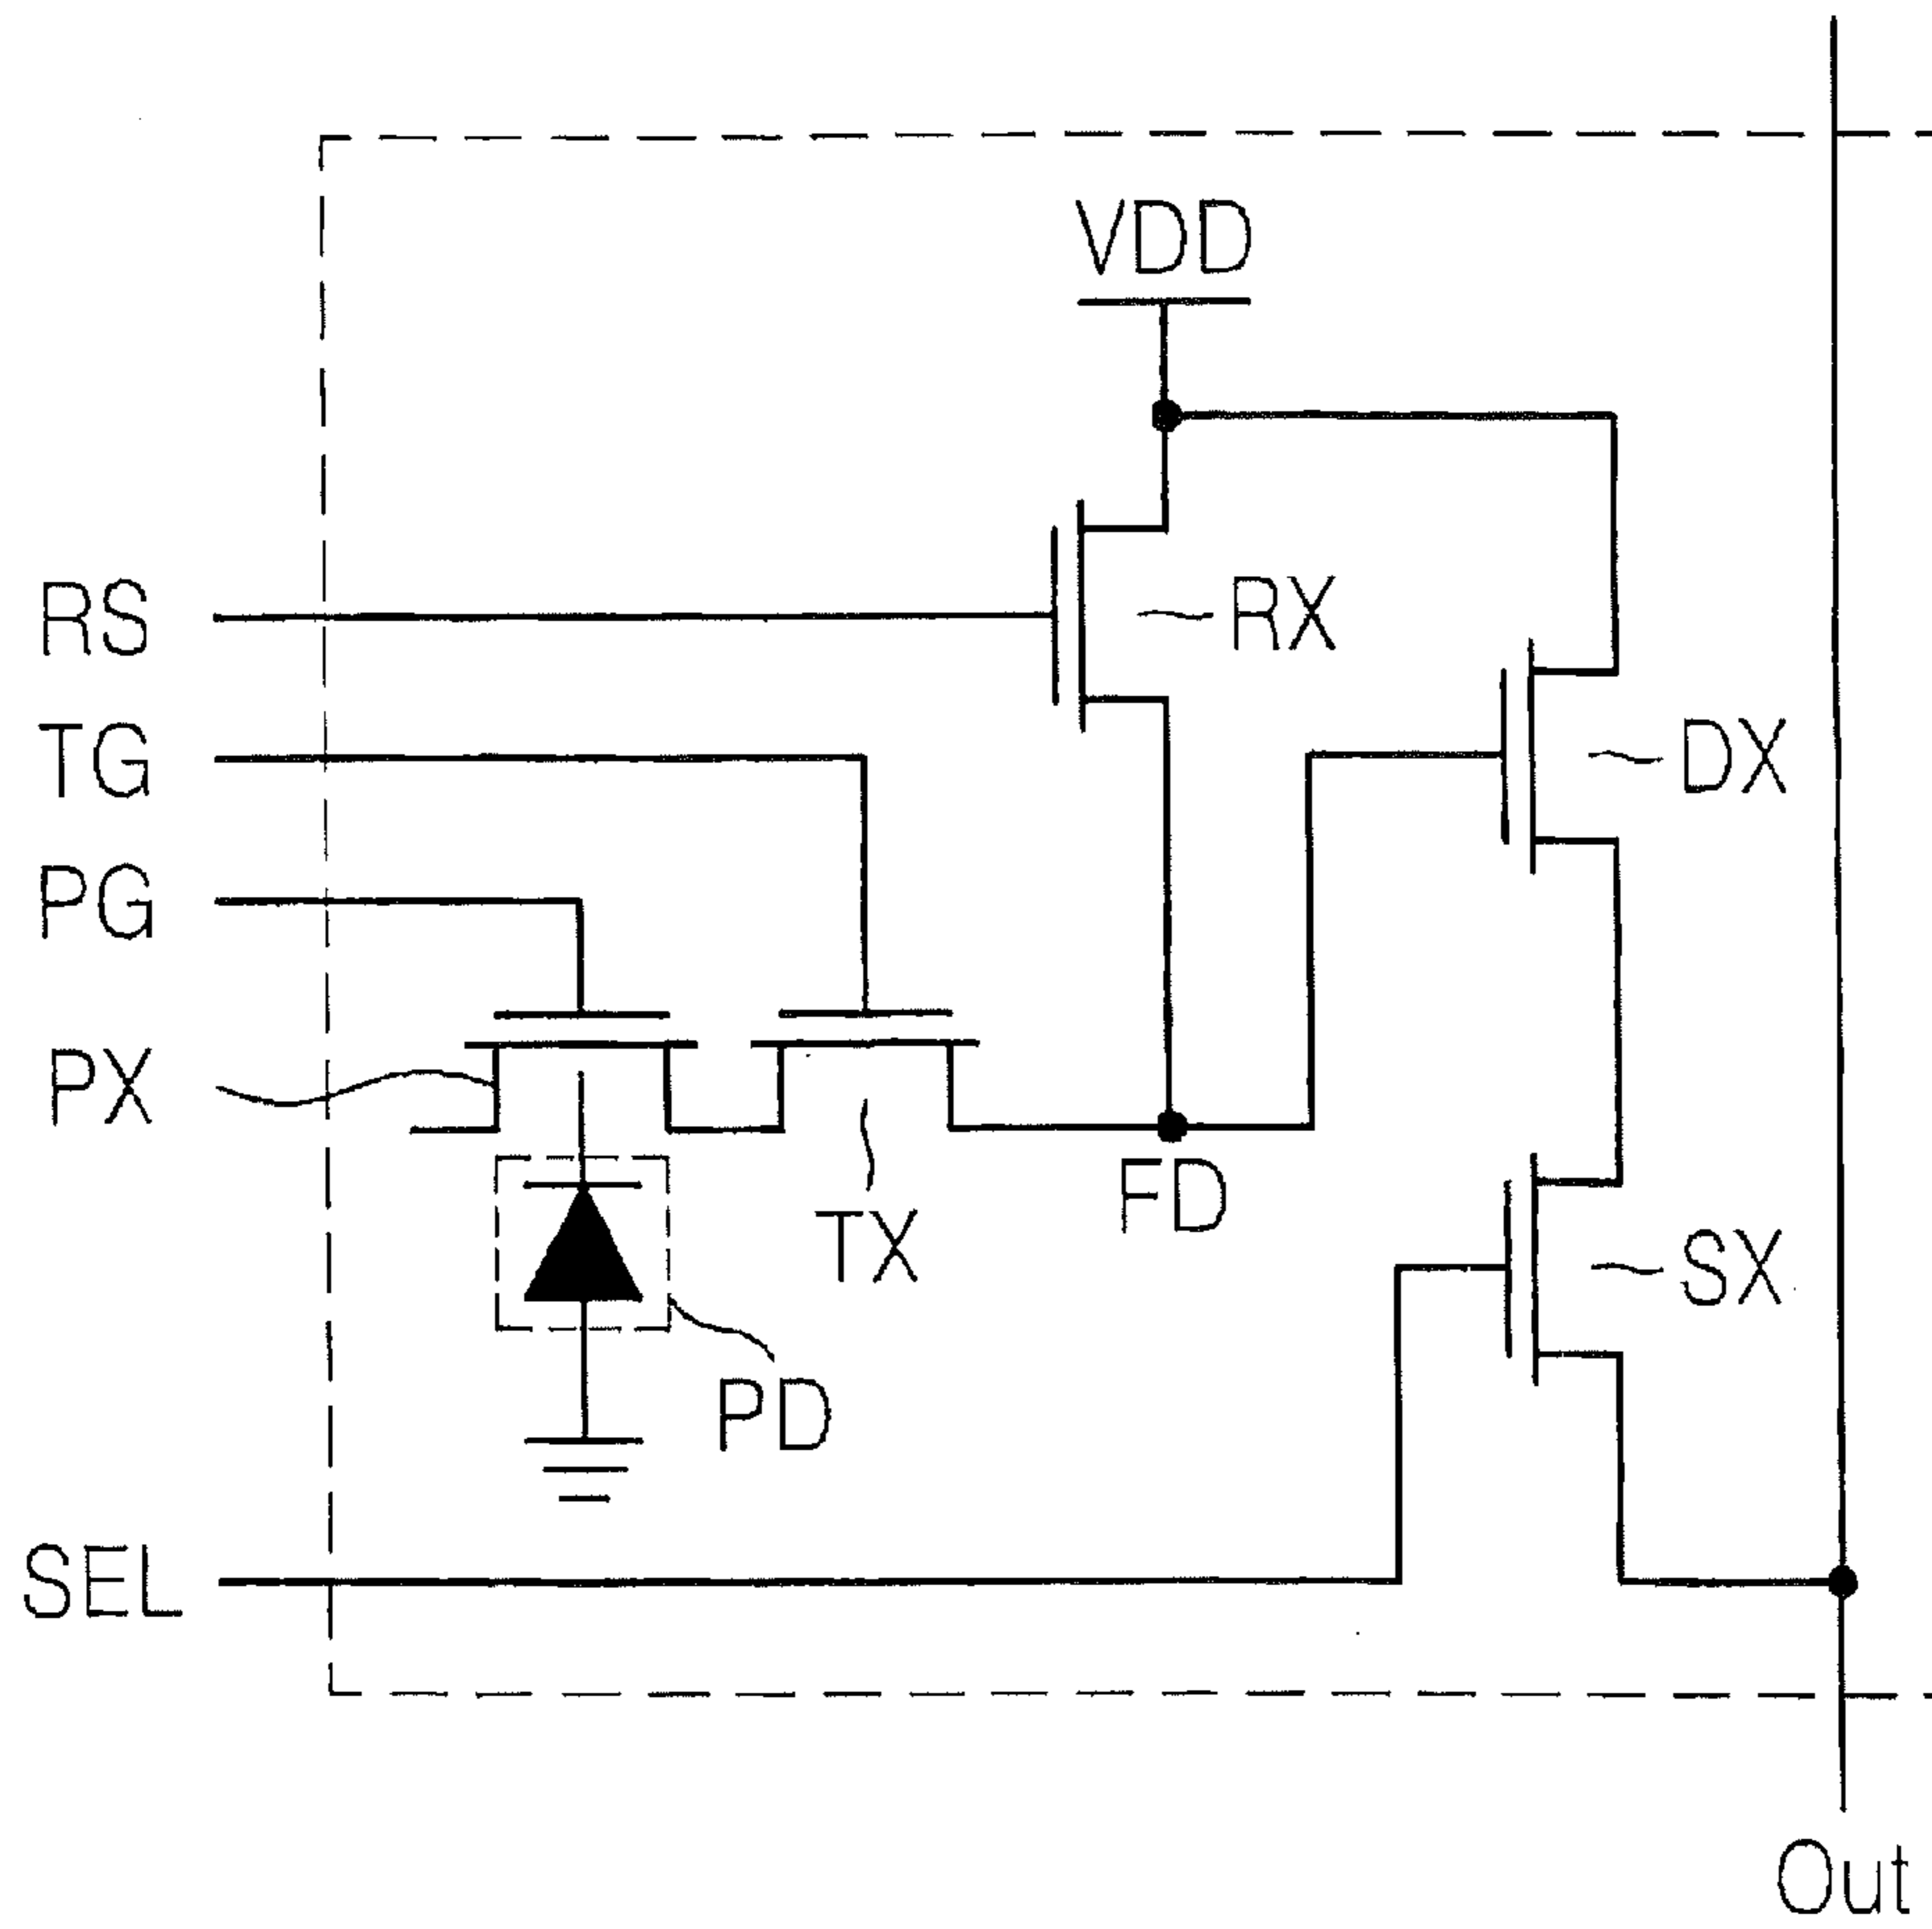 VDD
RS
RX
TG
DX
PG
PX
FD
TX
SX
PD
SEL
Out